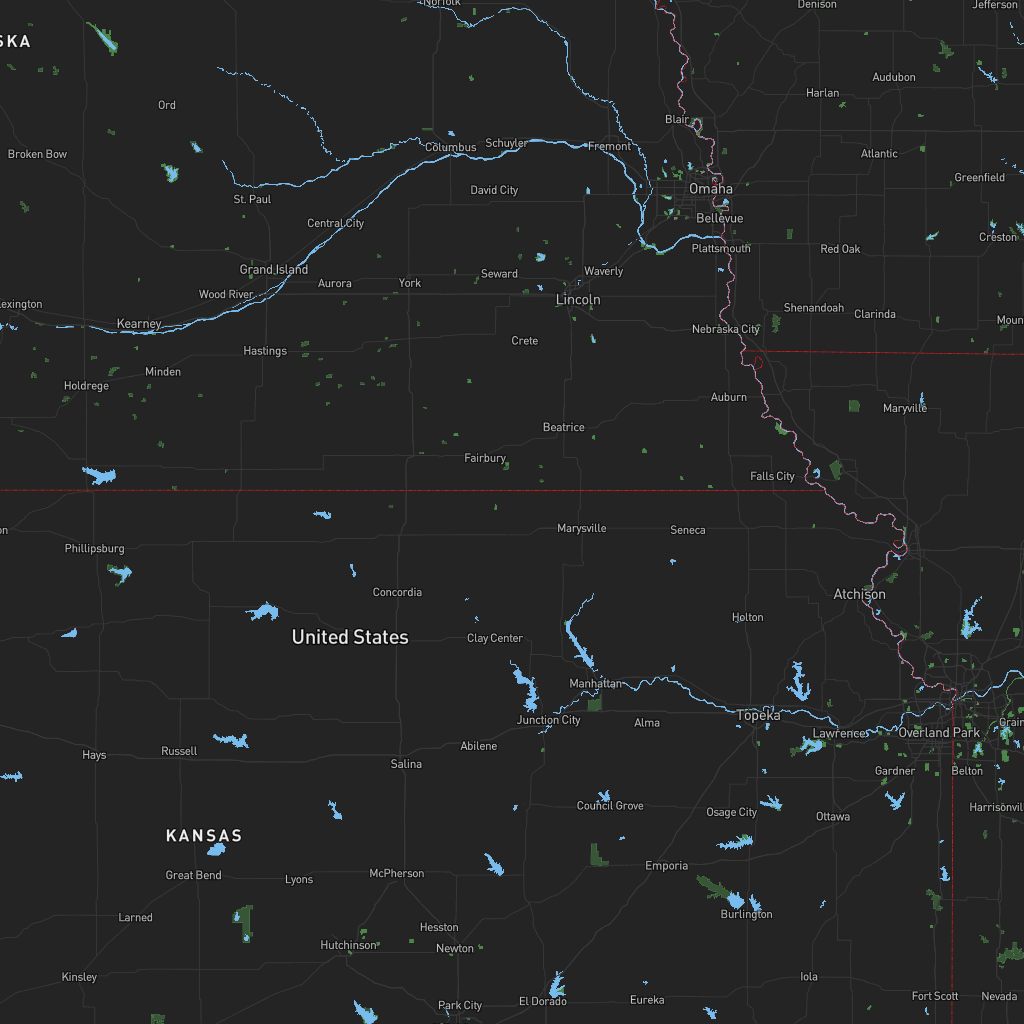 Norfolk
Denison
Jefferson
SKA
Audubon
Harlan
Ord
Blair
Columbus
Schuyler
Fremont
Broken Bow
Atlantic
Greenfield
David City
Omaha
St. Paul
Bellevue
Central City
Creston
Plattsmouth
Red Oak
Grand Island
Seward
Waverly
Aurora
York
Wood River
Lincoln
lexington
Shenandoah
Clarinda
Moun
Kearney
Nebraska City
Crete
Hastings
Minden
Holdrege
Auburn
Maryville
Beatrice
Fairbury
Falls City
on
Marysville
Seneca
Phillipsburg
Concordia
Atchison
Holton
United States
Clay Center
Manhattan
Junction City
Alma
Topeka
Grain
Lawrence
Overland Park
Abilene
Russell
Hays
Salina
Gardner
Belton
Council Grove
Osage City
Ottawa
Harrisonvil
KANSAS
Emporia
Great Bend
Lyons
McPherson
Larned
Burlington
Hesston
Hutchinson
Newton
Kinsley
Iola
Park City
El Dorado
Eureka
Fort Scott
Nevada